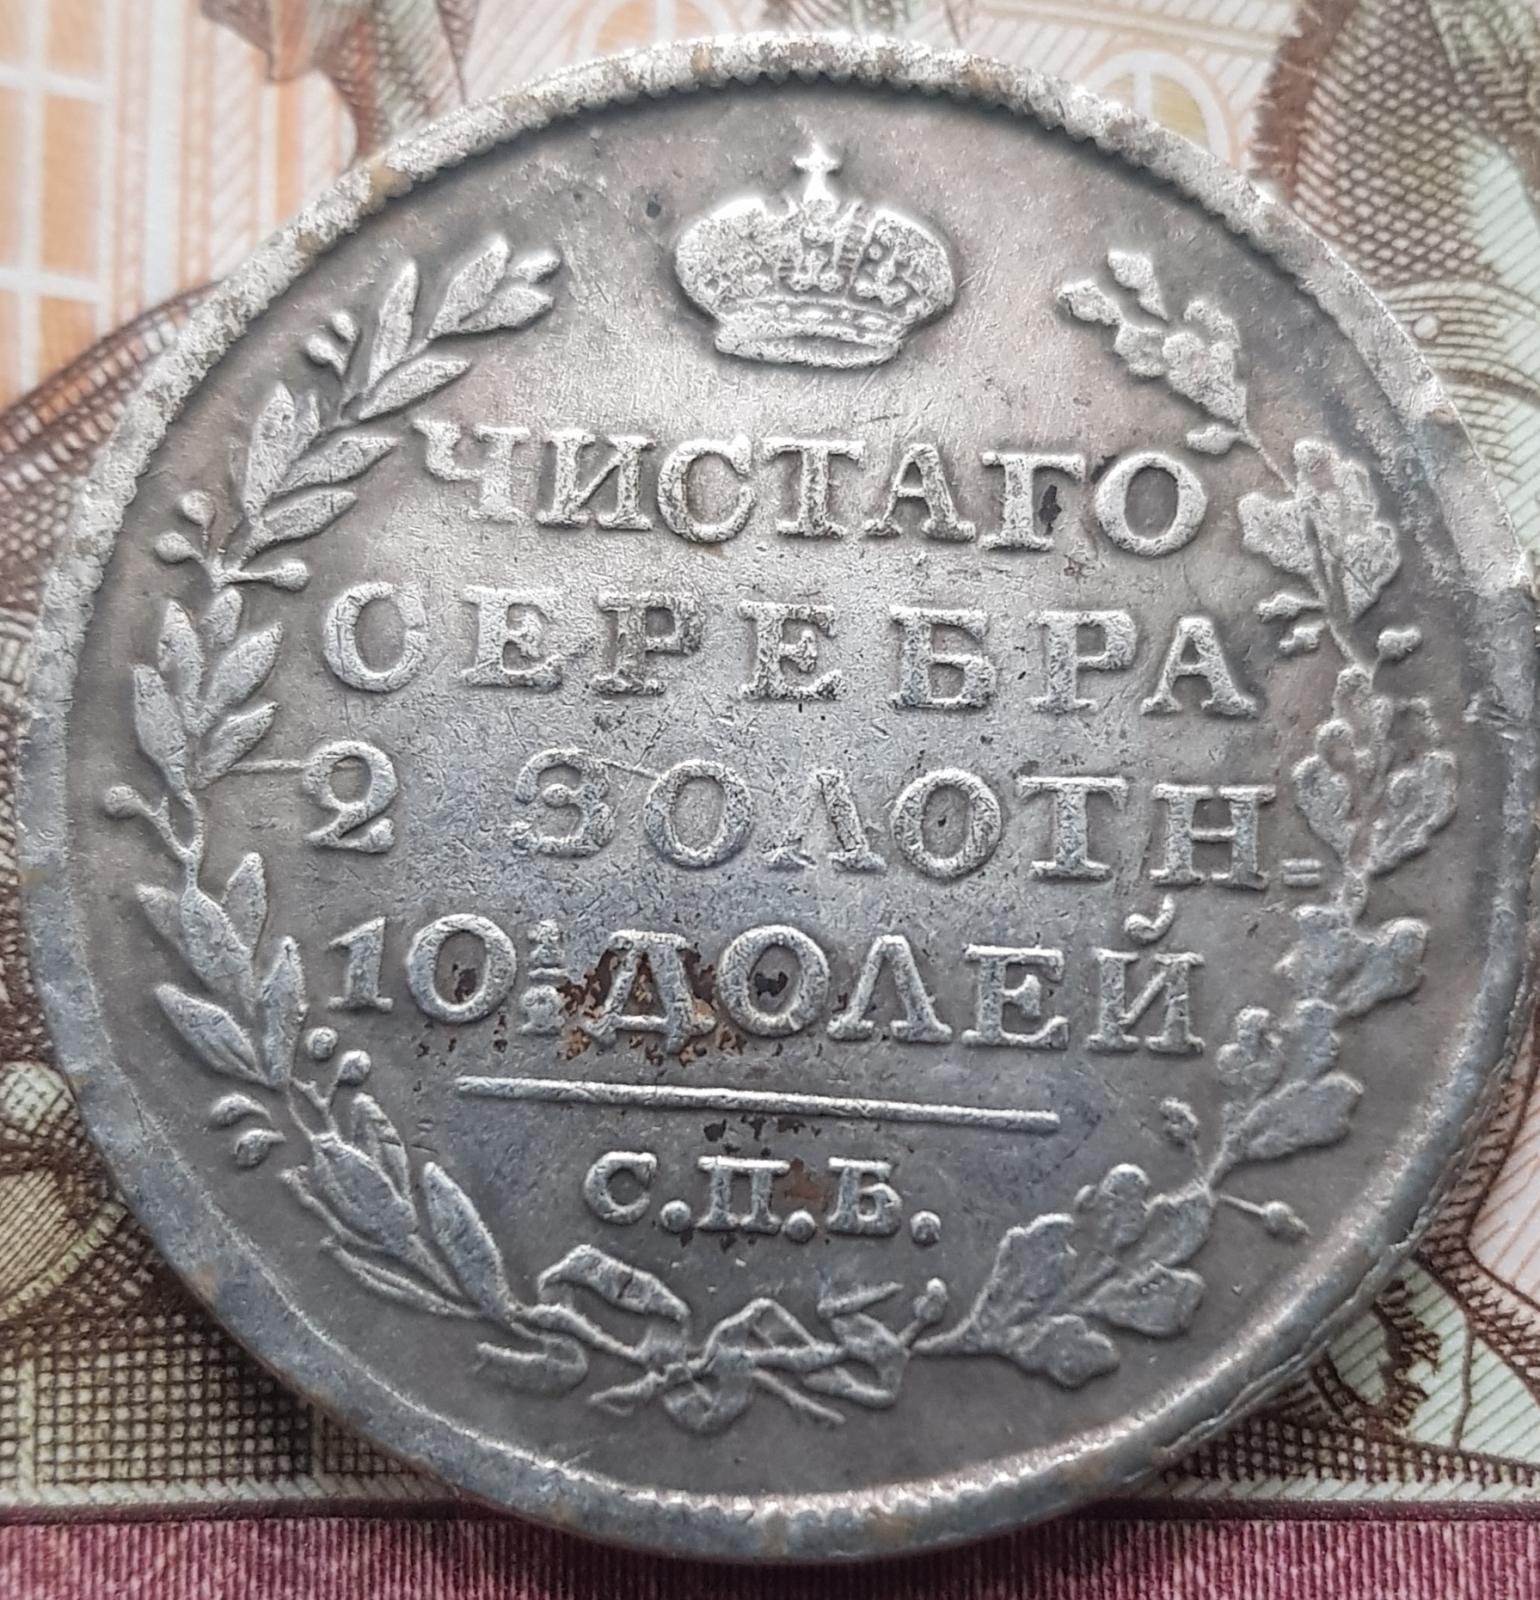 ЧИСТАГО
СЕРЕБРА
2 ЗОЛОТН=
10½ ДОЛЕЙ
С.П.Б.